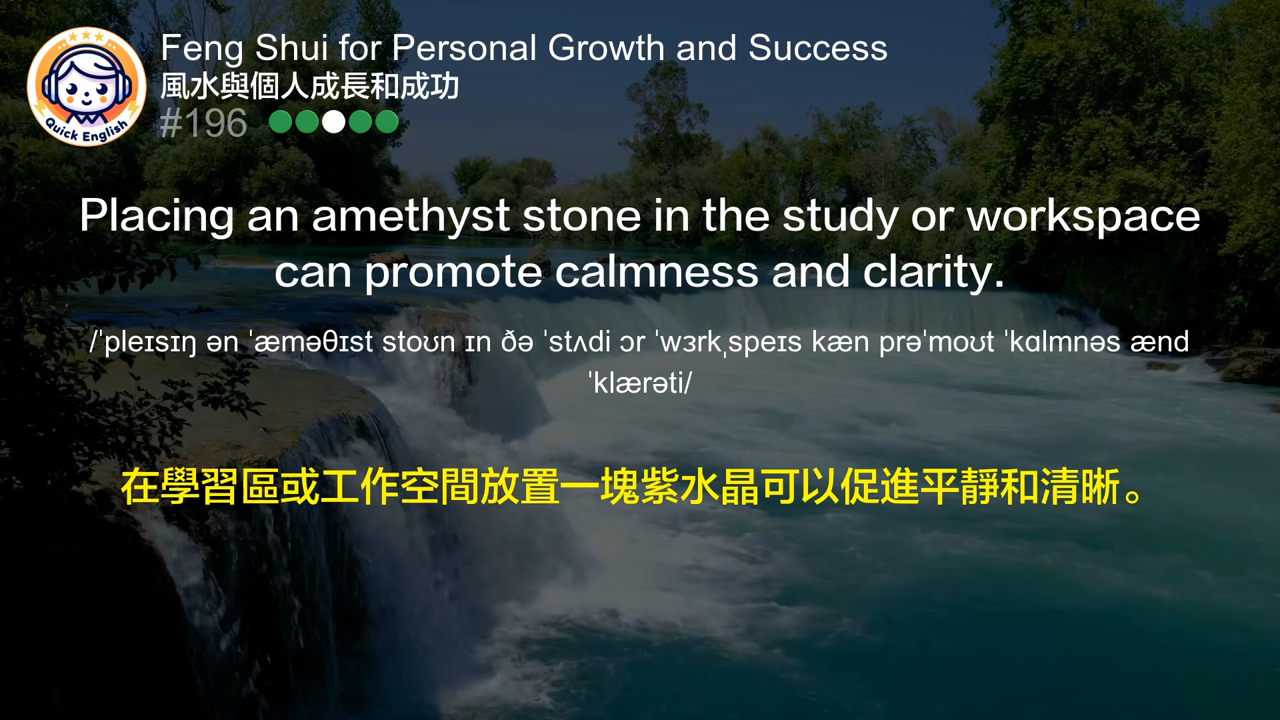 Feng Shui for Personal Growth and Success
風水與個人成長和成功
#196
Quick English
Placing an amethyst stone in the study or workspace
can promote calmness and clarity.
/ˈpleɪsɪŋ ən ˈæməθɪst stoʊn ɪn ðə ˈstʌdi ɔr ˈwɜrkˌspeɪs kæn prəˈmoʊt ˈkɑlmnəs ænd
ˈklærəti/
在學習區或工作空間放置一塊紫水晶可以促進平靜和清晰。